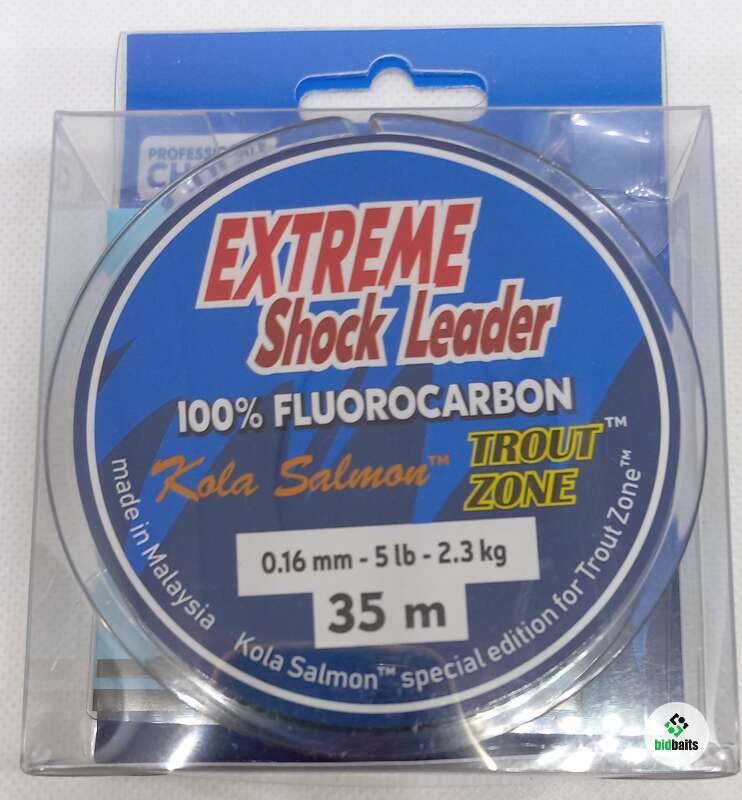 PROFESSIONAL
EXTREME
Shock Leader
100% FLUOROCARBON
Kola Salmon™
TROUT™
ZONE
0.16 mm - 5 lb - 2.3 kg
35 m
made in Malaysia
Kola Salmon™ special edition for Trout Zone™
bidbaits